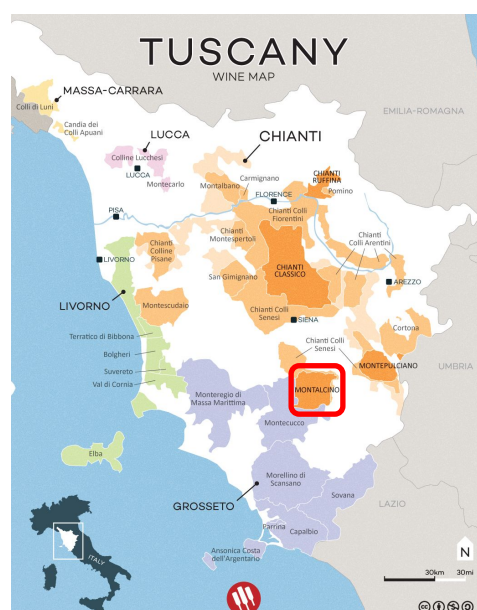 TUSCANY
WINE MAP
MASSA-CARRARA
Colli di Luni
Candia dei
Colli Apuani
EMILIA-ROMAGNA
LUCCA
CHIANTI
Colline Lucchesi
LUCCA
Montecarlo
Carmignano
Montalbano
CHIANTI
RUFFINA
Pomino
FLORENCE
PISA
Chianti Colli
Fiorentini
Chianti
Montespertoli
Chianti
Colli Arentini
Chianti
Colline
Pisane
LIVORNO
San Gimignano
CHIANTI
CLASSICO
AREZZO
LIVORNO
Montescudaio
Chianti Colli
Senesi
SIENA
Cortona
Terratico di Bibbona
Bolgheri
Suvereto
Val di Cornia
Chianti Colli
Senesi
MONTEPULCIANO
UMBRIA
Monteregio di
Massa Marittima
MONTALCINO
Montecucco
Elba
Morellino di
Scansano
Sovana
GROSSETO
LAZIO
Parrina
Capalbio
Ansonica Costa
dell'Argentario
ITALY
N
30km 30mi